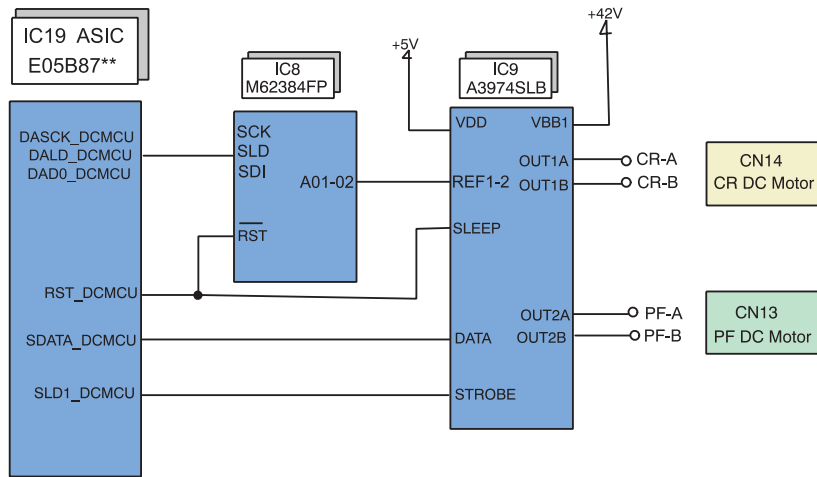 IC19 ASIC
E05B87**
DASCK_DCMCU
DALD_DCMCU
DAD0_DCMCU
RST_DCMCU
SDATA_DCMCU
SLD1_DCMCU
IC8
M62384FP
SCK
SLD
SDI
A01-02
RST
+5V
+42V
IC9
A3974SLB
VDD
VBB1
OUT1A
OUT1B
REF1-2
SLEEP
OUT2A
OUT2B
DATA
STROBE
CR-A
CR-B
PF-A
PF-B
CN14
CR DC Motor
CN13
PF DC Motor